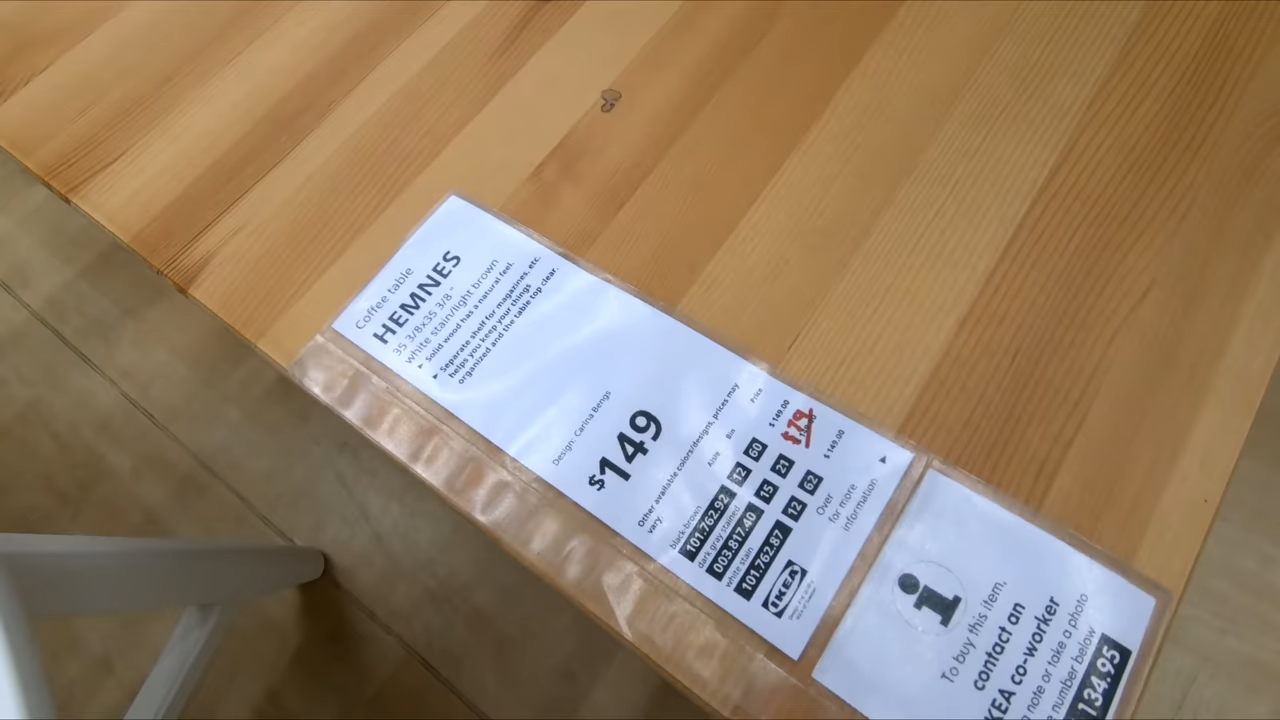 Coffee table
HEMNES
35 3/8x35 3/8 "
white stain/light brown
▸ Solid wood has a natural feel.
▸ Separate shelf for magazines, etc.
helps you keep your things
organized and the table top clear.
Design: Carina Bengs
$149
Other available colors/designs, prices may
vary.
Aisle Bin Price
black-brown
101.762.92 12 60 $ 149.00
dark gray stained
003.817.40 15 21 $79
white stain
101.762.87 12 62 $ 149.00
IKEA
Over
for more
information
i
To buy this item,
contact an
KEA co-worker
note or take a photo
number below
134.95